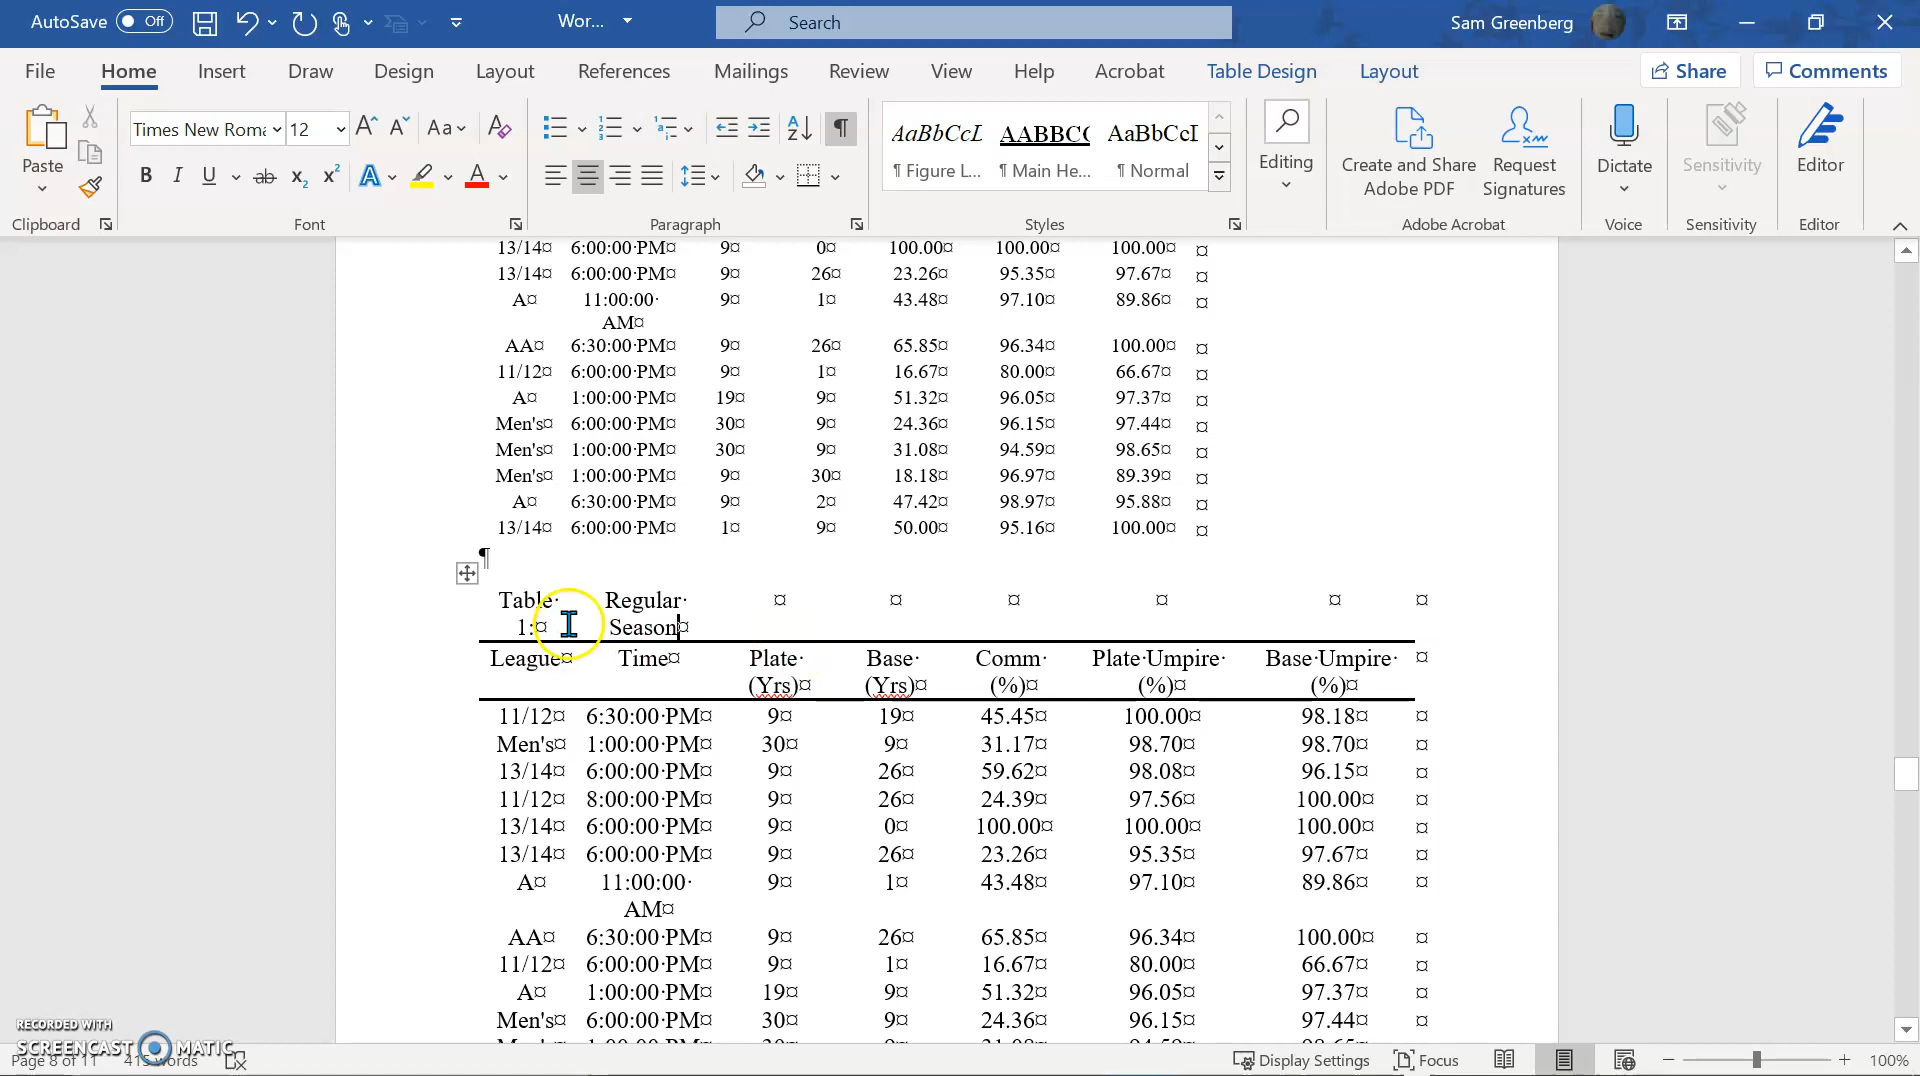 AutoSave Off Wor... Search Sam Greenberg
File Home Insert Draw Design Layout References Mailings Review View Help Acrobat Table Design Layout Share Comments
Times New Roma 12 Aa AaBbCcL AABBC AaBbCcI
Paste B I U ab x₂ x² A A ¶ Figure L... ¶ Main He... ¶ Normal Editing Create and Share Adobe PDF Request Signatures Dictate Sensitivity Editor
Clipboard Font Paragraph Styles Adobe Acrobat Voice Sensitivity Editor
13/14¤ 6:00:00·PM¤ 9¤ 0¤ 100.00¤ 100.00¤ 100.00¤ ¤
13/14¤ 6:00:00·PM¤ 9¤ 26¤ 23.26¤ 95.35¤ 97.67¤ ¤
A¤ 11:00:00· 9¤ 1¤ 43.48¤ 97.10¤ 89.86¤ ¤
AM¤
AA¤ 6:30:00·PM¤ 9¤ 26¤ 65.85¤ 96.34¤ 100.00¤ ¤
11/12¤ 6:00:00·PM¤ 9¤ 1¤ 16.67¤ 80.00¤ 66.67¤ ¤
A¤ 1:00:00·PM¤ 19¤ 9¤ 51.32¤ 96.05¤ 97.37¤ ¤
Men's¤ 6:00:00·PM¤ 30¤ 9¤ 24.36¤ 96.15¤ 97.44¤ ¤
Men's¤ 1:00:00·PM¤ 30¤ 9¤ 31.08¤ 94.59¤ 98.65¤ ¤
Men's¤ 1:00:00·PM¤ 9¤ 30¤ 18.18¤ 96.97¤ 89.39¤ ¤
A¤ 6:30:00·PM¤ 9¤ 2¤ 47.42¤ 98.97¤ 95.88¤ ¤
13/14¤ 6:00:00·PM¤ 1¤ 9¤ 50.00¤ 95.16¤ 100.00¤ ¤
¶
Table· Regular· ¤ ¤ ¤ ¤ ¤ ¤
1:¤ Season¤
League¤ Time¤ Plate· Base· Comm· Plate·Umpire· Base·Umpire· ¤
(Yrs)¤ (Yrs)¤ (%)¤ (%)¤ (%)¤
11/12¤ 6:30:00·PM¤ 9¤ 19¤ 45.45¤ 100.00¤ 98.18¤ ¤
Men's¤ 1:00:00·PM¤ 30¤ 9¤ 31.17¤ 98.70¤ 98.70¤ ¤
13/14¤ 6:00:00·PM¤ 9¤ 26¤ 59.62¤ 98.08¤ 96.15¤ ¤
11/12¤ 8:00:00·PM¤ 9¤ 26¤ 24.39¤ 97.56¤ 100.00¤ ¤
13/14¤ 6:00:00·PM¤ 9¤ 0¤ 100.00¤ 100.00¤ 100.00¤ ¤
13/14¤ 6:00:00·PM¤ 9¤ 26¤ 23.26¤ 95.35¤ 97.67¤ ¤
A¤ 11:00:00· 9¤ 1¤ 43.48¤ 97.10¤ 89.86¤ ¤
AM¤
AA¤ 6:30:00·PM¤ 9¤ 26¤ 65.85¤ 96.34¤ 100.00¤ ¤
11/12¤ 6:00:00·PM¤ 9¤ 1¤ 16.67¤ 80.00¤ 66.67¤ ¤
A¤ 1:00:00·PM¤ 19¤ 9¤ 51.32¤ 96.05¤ 97.37¤ ¤
Men's¤ 6:00:00·PM¤ 30¤ 9¤ 24.36¤ 96.15¤ 97.44¤ ¤
RECORDED WITH
SCREENCAST MATIC
Page 8 of 11 415 words Display Settings Focus 100%